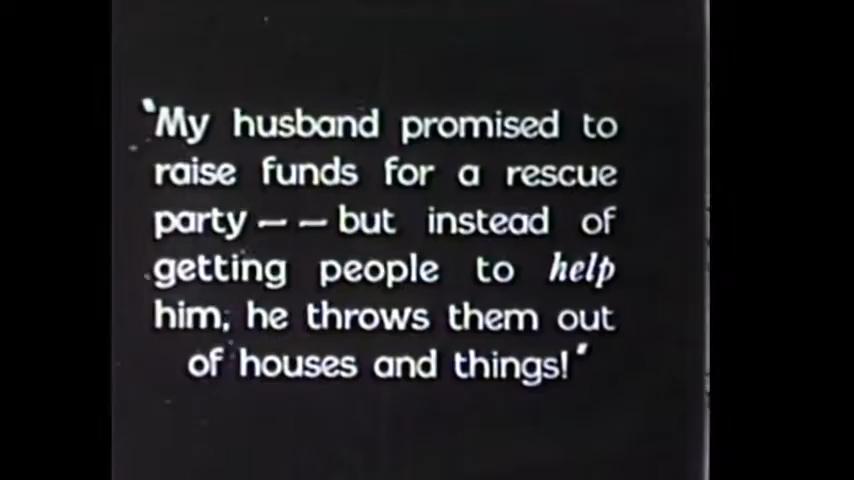 "My husband promised to
raise funds for a rescue
party -- but instead of
getting people to help
him, he throws them out
of houses and things!"